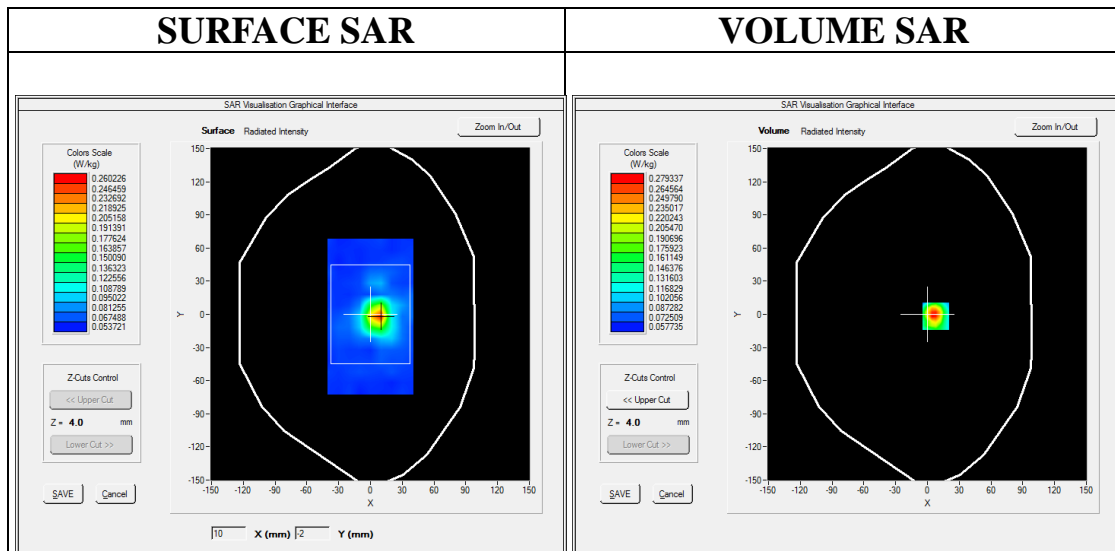 SURFACE SAR
VOLUME SAR
SAR Visualisation Graphical Interface
Surface Radiated Intensity
Zoom In/Out
Colors Scale
(W/kg)
0.260226
0.246459
0.232692
0.218925
0.205158
0.191391
0.177624
0.163857
0.150090
0.136323
0.122556
0.108789
0.095022
0.081255
0.067488
0.053721
Z-Cuts Control
<< Upper Cut
Z = 4.0 mm
Lower Cut >>
SAVE Cancel
150
120
90
60
30
0
-30
-60
-90
-120
-150
Y
-150 -120 -90 -60 -30 0 30 60 90 120 150
X
10 X (mm) -2 Y (mm)
SAR Visualisation Graphical Interface
Volume Radiated Intensity
Zoom In/Out
Colors Scale
(W/kg)
0.279337
0.264564
0.249790
0.235017
0.220243
0.205470
0.190696
0.175923
0.161149
0.146376
0.131603
0.116829
0.102056
0.087282
0.072509
0.057735
Z-Cuts Control
<< Upper Cut
Z = 4.0 mm
Lower Cut >>
SAVE Cancel
150
120
90
60
30
0
-30
-60
-90
-120
-150
Y
-150 -120 -90 -60 -30 0 30 60 90 120 150
X